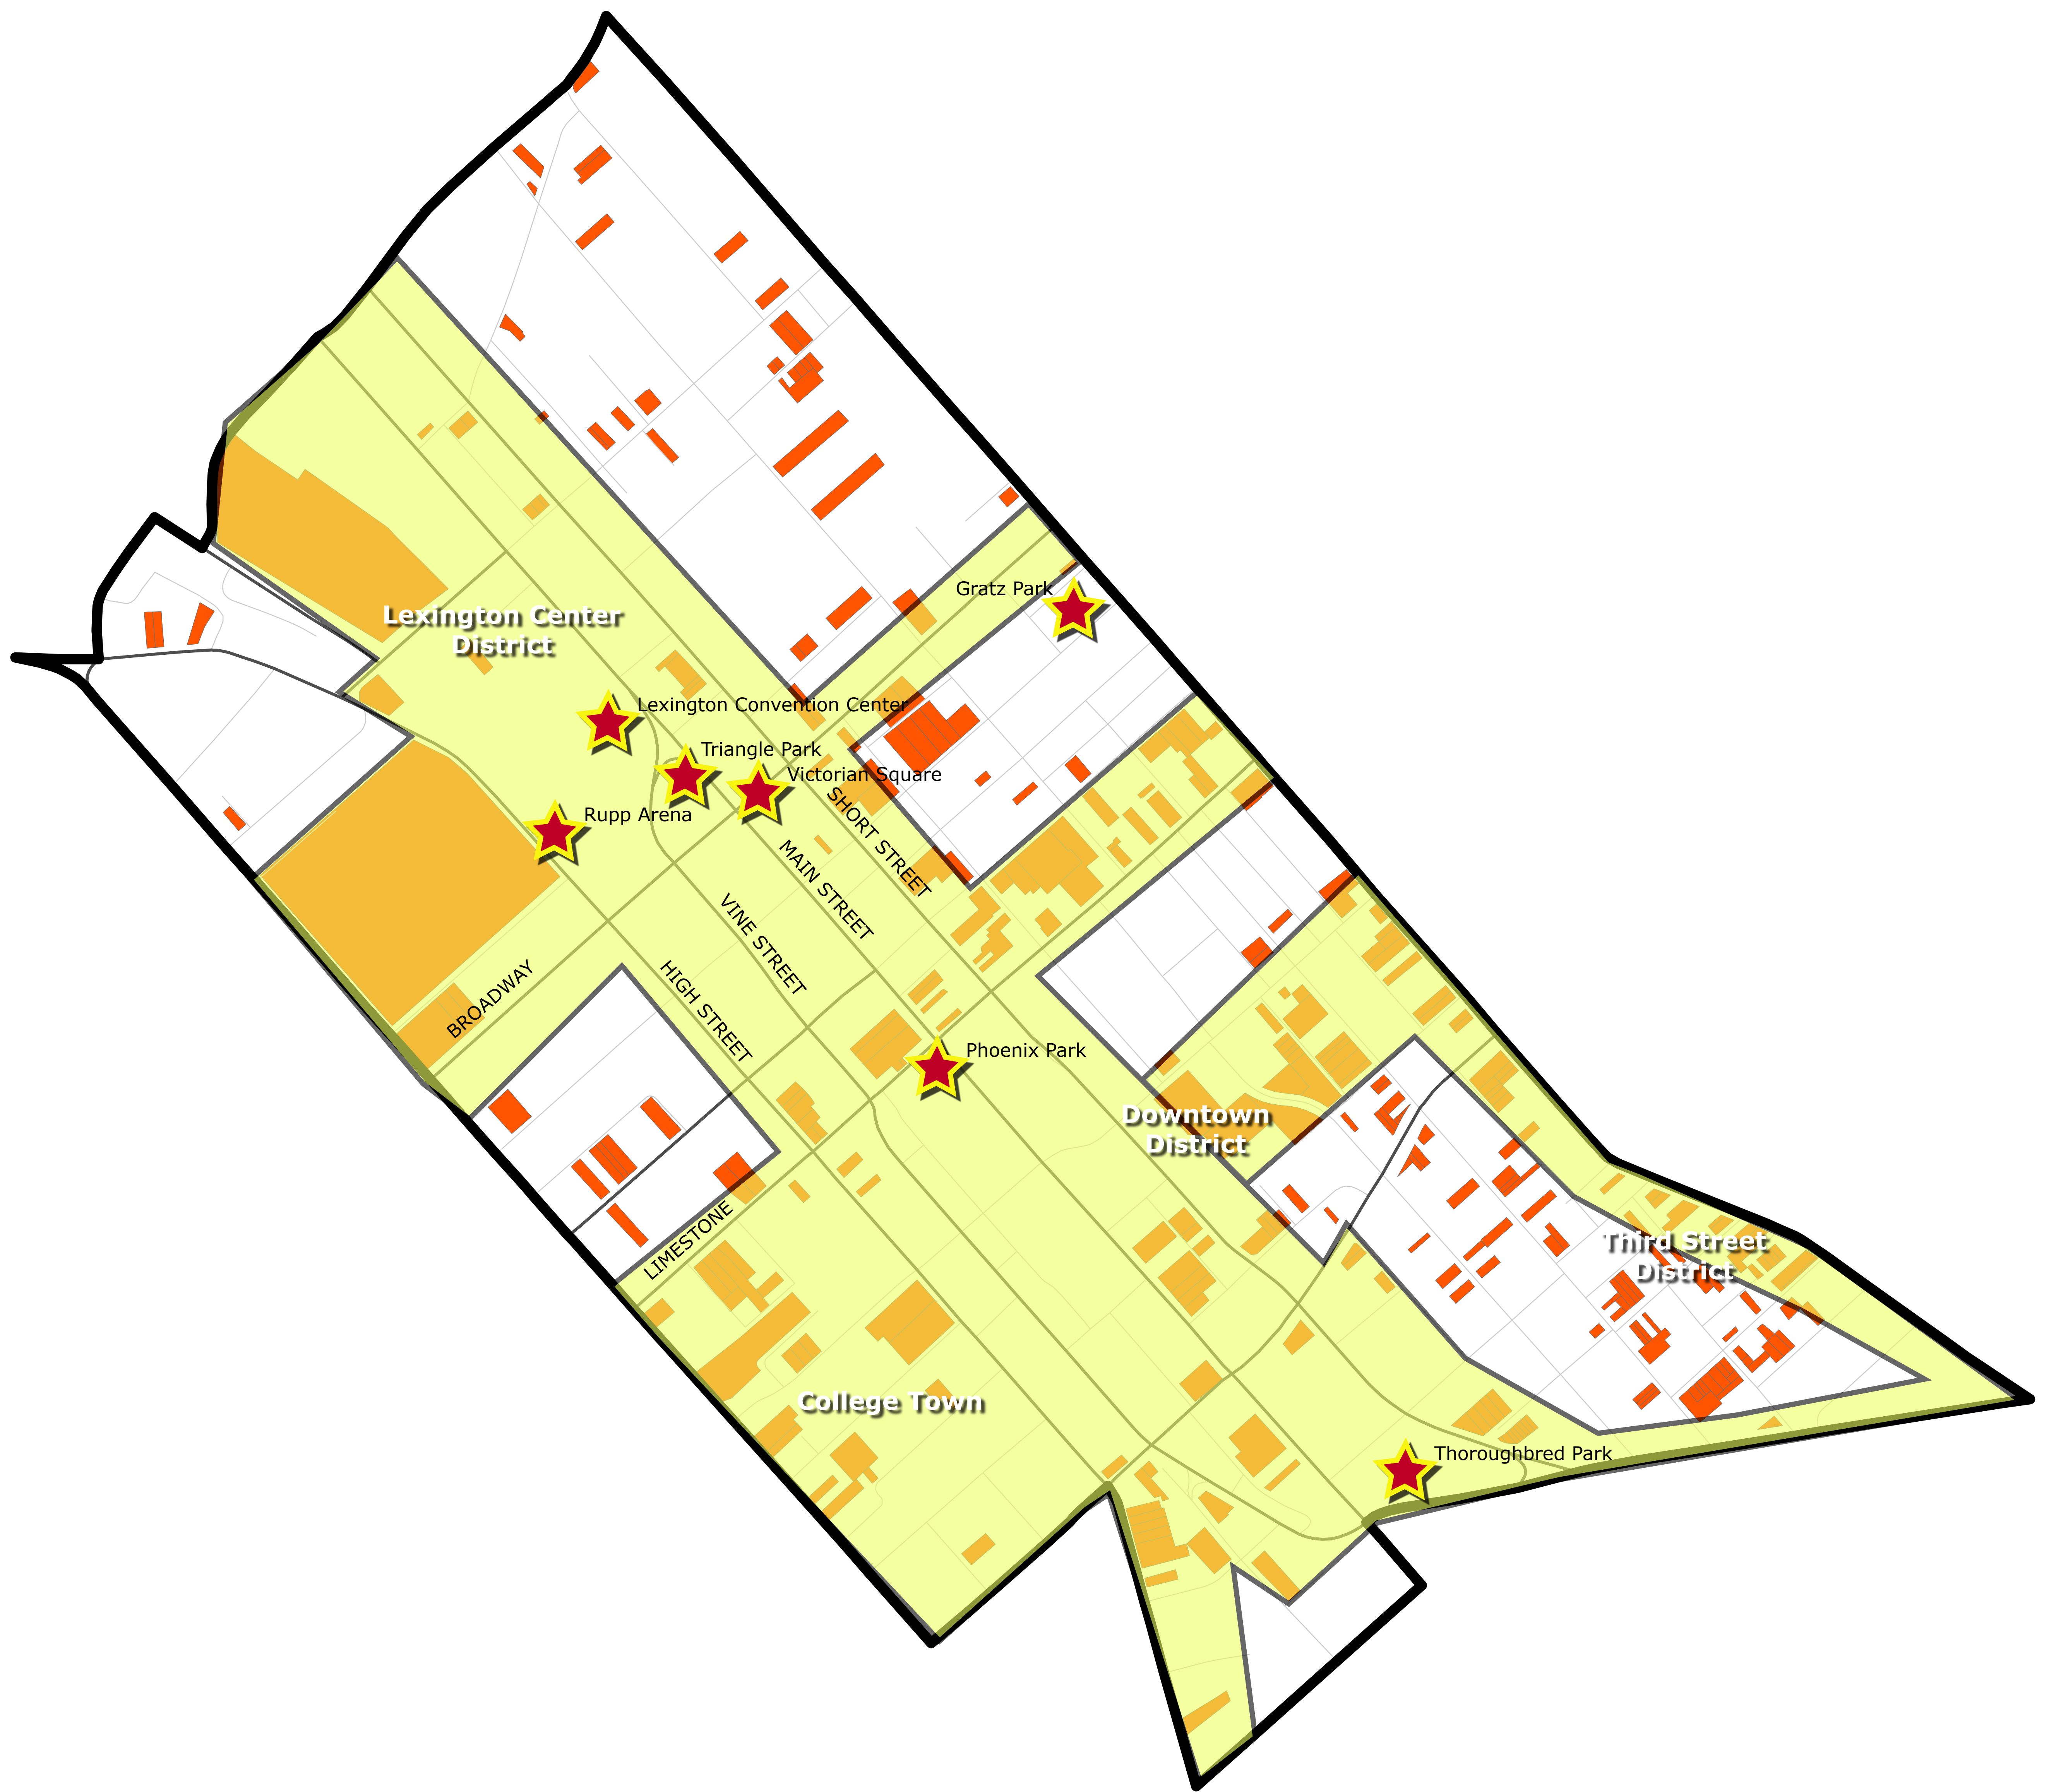 Gratz Park
Lexington Center
District
Lexington Convention Center
Triangle Park
Victorian Square
Rupp Arena
SHORT STREET
MAIN STREET
VINE STREET
HIGH STREET
BROADWAY
Phoenix Park
Downtown
District
LIMESTONE
Third Street
District
College Town
Thoroughbred Park